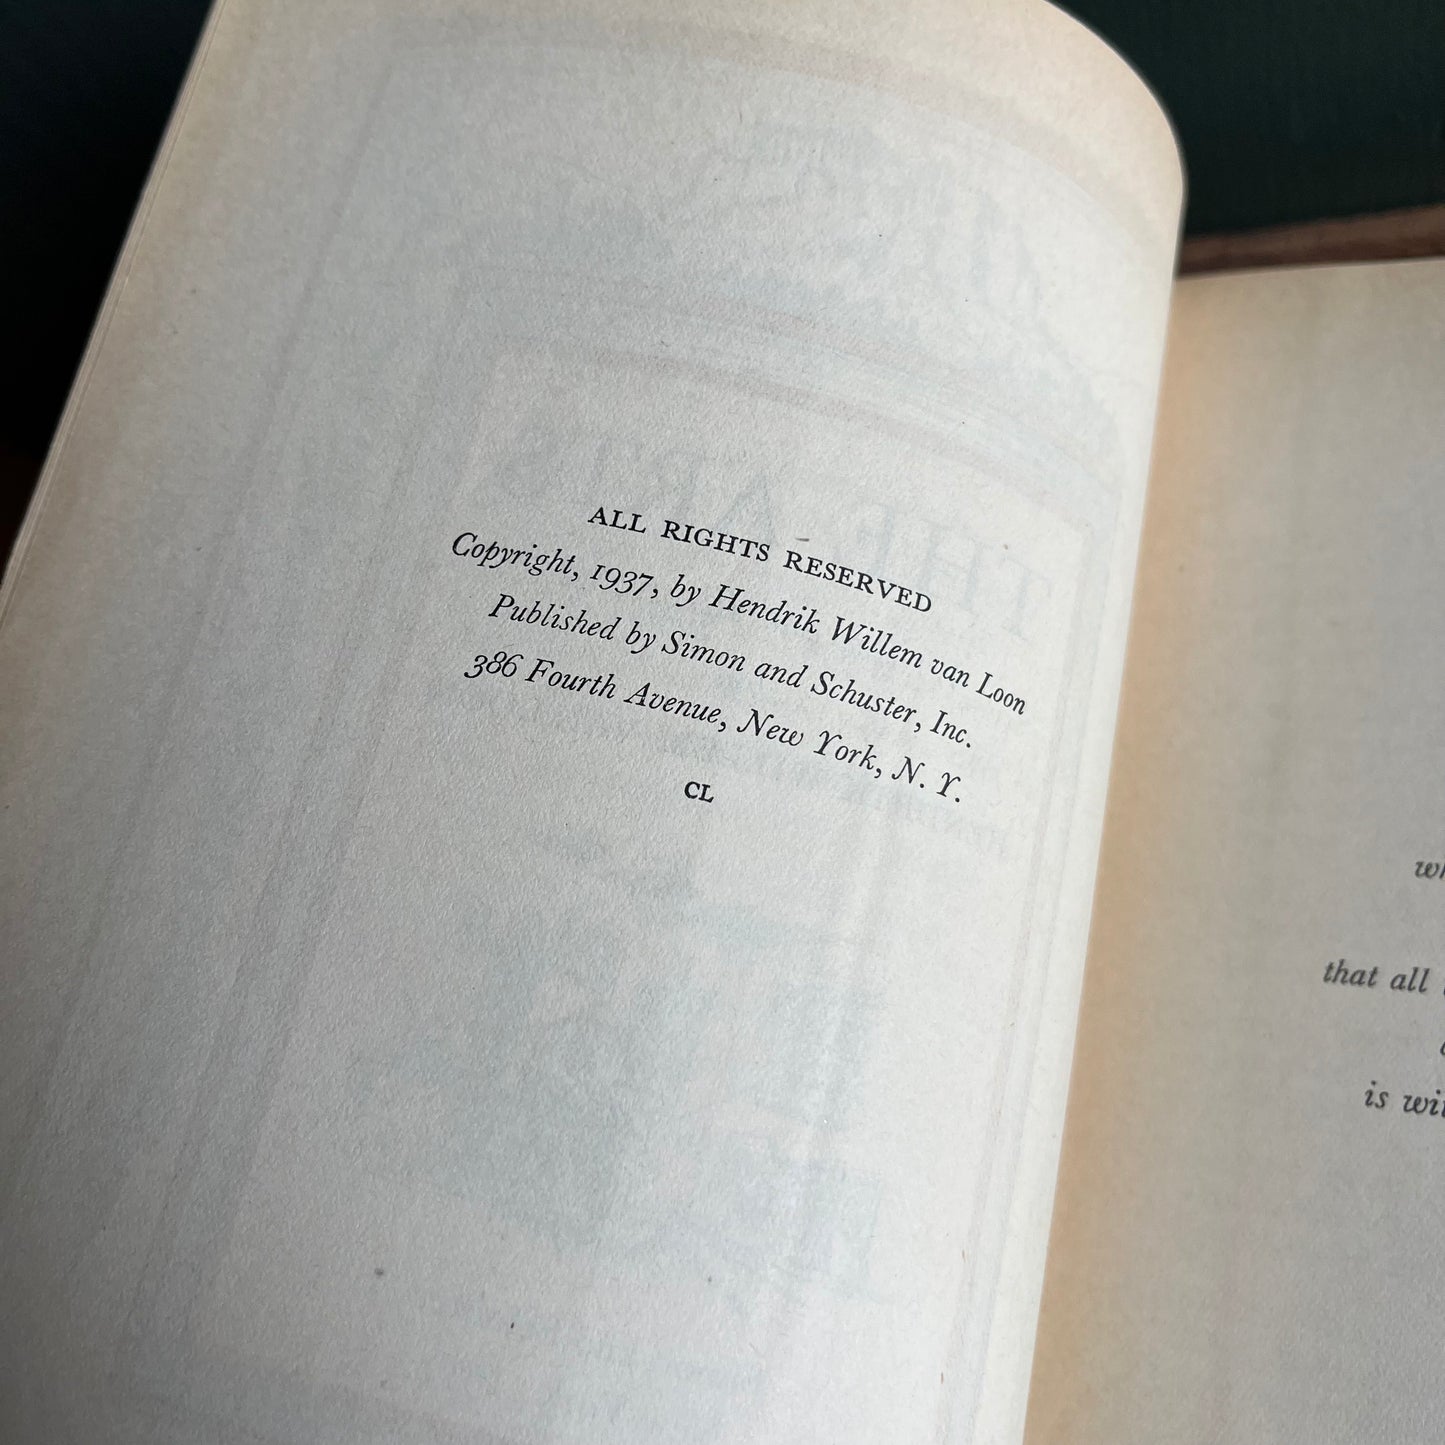 ALL RIGHTS RESERVED
Copyright, 1937, by Hendrik Willem van Loon
Published by Simon and Schuster, Inc.
386 Fourth Avenue, New York, N. Y.
CL
that all
is